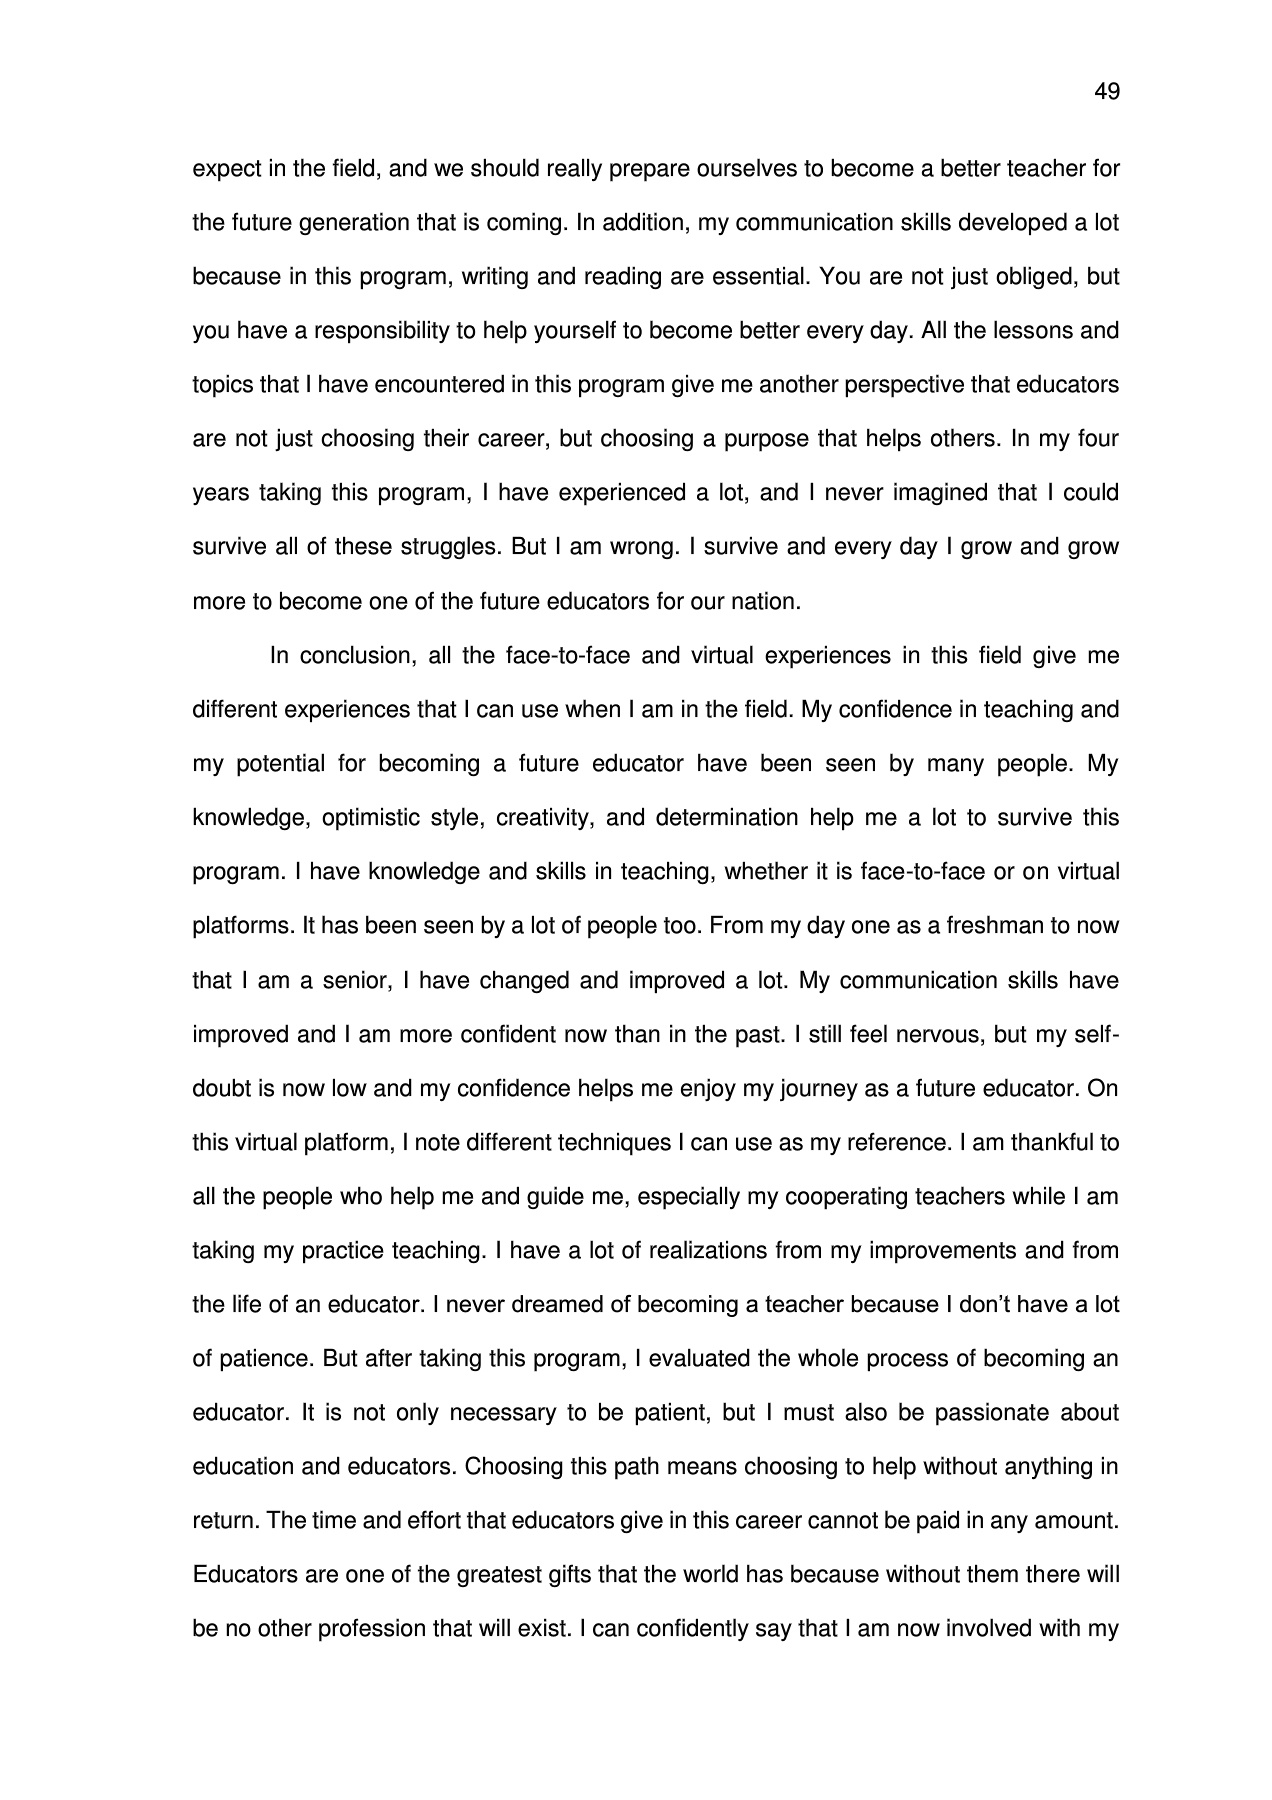 49
expect in the field, and we should really prepare ourselves to become a better teacher for
the future generation that is coming. In addition, my communication skills developed a lot
because in this program, writing and reading are essential. You are not just obliged, but
you have a responsibility to help yourself to become better every day. All the lessons and
topics that I have encountered in this program give me another perspective that educators
are not just choosing their career, but choosing a purpose that helps others. In my four
years taking this program, I have experienced a lot, and I never imagined that I could
survive all of these struggles. But I am wrong. I survive and every day I grow and grow
more to become one of the future educators for our nation.
In conclusion, all the face-to-face and virtual experiences in this field give me
different experiences that I can use when I am in the field. My confidence in teaching and
my potential for becoming a future educator have been seen by many people. My
knowledge, optimistic style, creativity, and determination help me a lot to survive this
program. I have knowledge and skills in teaching, whether it is face-to-face or on virtual
platforms. It has been seen by a lot of people too. From my day one as a freshman to now
that I am a senior, I have changed and improved a lot. My communication skills have
improved and I am more confident now than in the past. I still feel nervous, but my self-
doubt is now low and my confidence helps me enjoy my journey as a future educator. On
this virtual platform, I note different techniques I can use as my reference. I am thankful to
all the people who help me and guide me, especially my cooperating teachers while I am
taking my practice teaching. I have a lot of realizations from my improvements and from
the life of an educator. I never dreamed of becoming a teacher because I don’t have a lot
of patience. But after taking this program, I evaluated the whole process of becoming an
educator. It is not only necessary to be patient, but I must also be passionate about
education and educators. Choosing this path means choosing to help without anything in
return. The time and effort that educators give in this career cannot be paid in any amount.
Educators are one of the greatest gifts that the world has because without them there will
be no other profession that will exist. I can confidently say that I am now involved with my